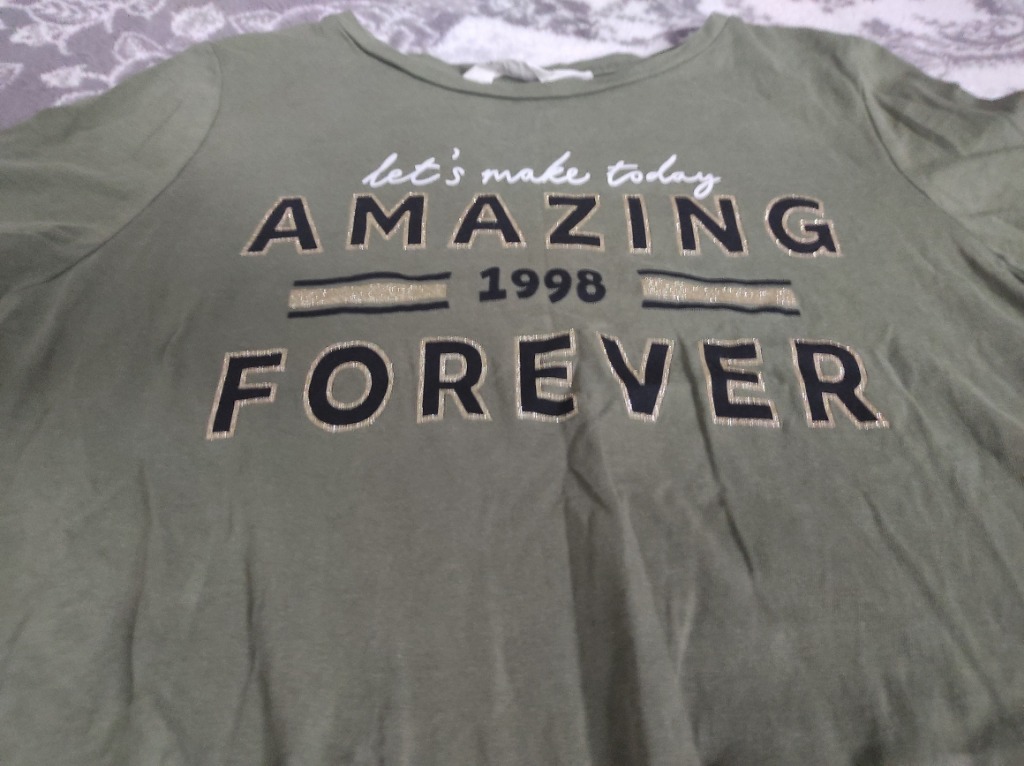 let's make today
AMAZING
1998
FOREVER